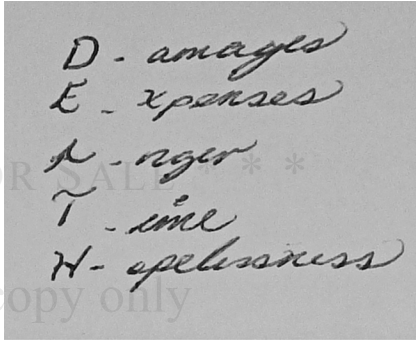 D - amages
E - xpenses
A - nger
OR SALE * * *
T - ime
H - opelessness
copy only